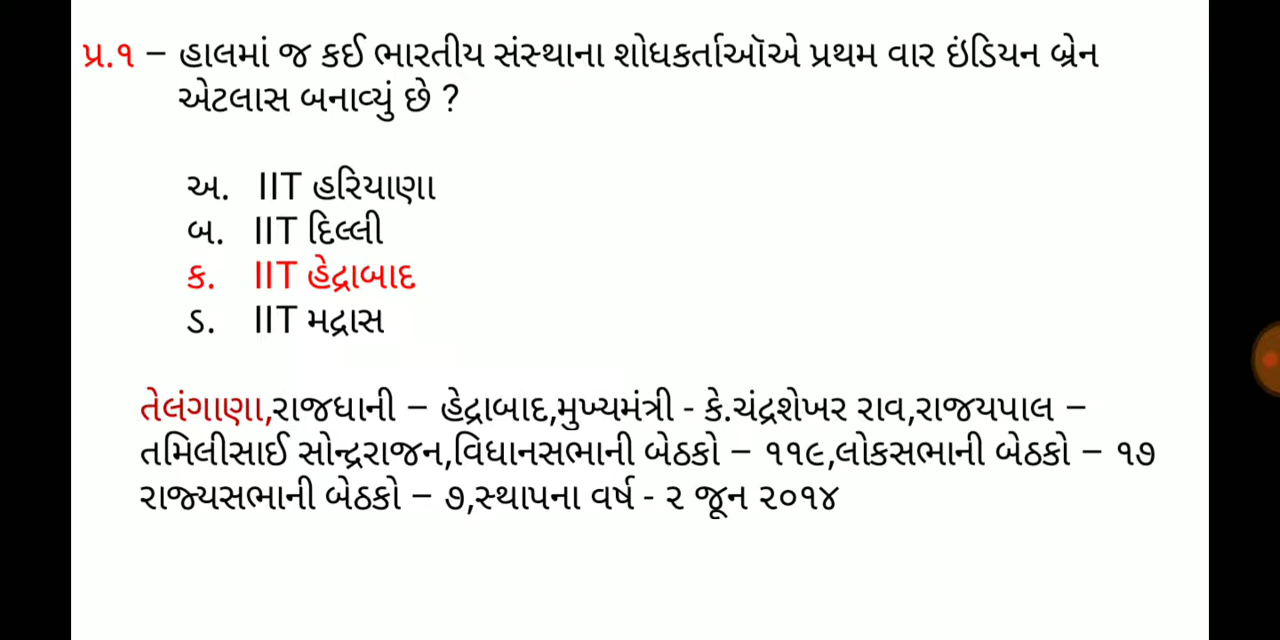 પ્ર.૧ – હાલમાં જ કઈ ભારતીય સંસ્થાના શોધકર્તાઑએ પ્રથમ વાર ઇંડિયન બ્રેન
એટલાસ બનાવ્યું છે ?
અ. IIT હરિયાણા
બ. IIT દિલ્લી
ક. IIT હેદ્રાબાદ
ડ. IIT મદ્રાસ
તેલંગાણા,રાજધાની – હેદ્રાબાદ,મુખ્યમંત્રી - કે.ચંદ્રશેખર રાવ,રાજયપાલ –
તમિલીસાઈ સોન્દ્રરાજન,વિધાનસભાની બેઠકો – ૧૧૯,લોકસભાની બેઠકો – ૧૭
રાજ્યસભાની બેઠકો – ૭,સ્થાપના વર્ષ - ૨ જૂન ૨૦૧૪